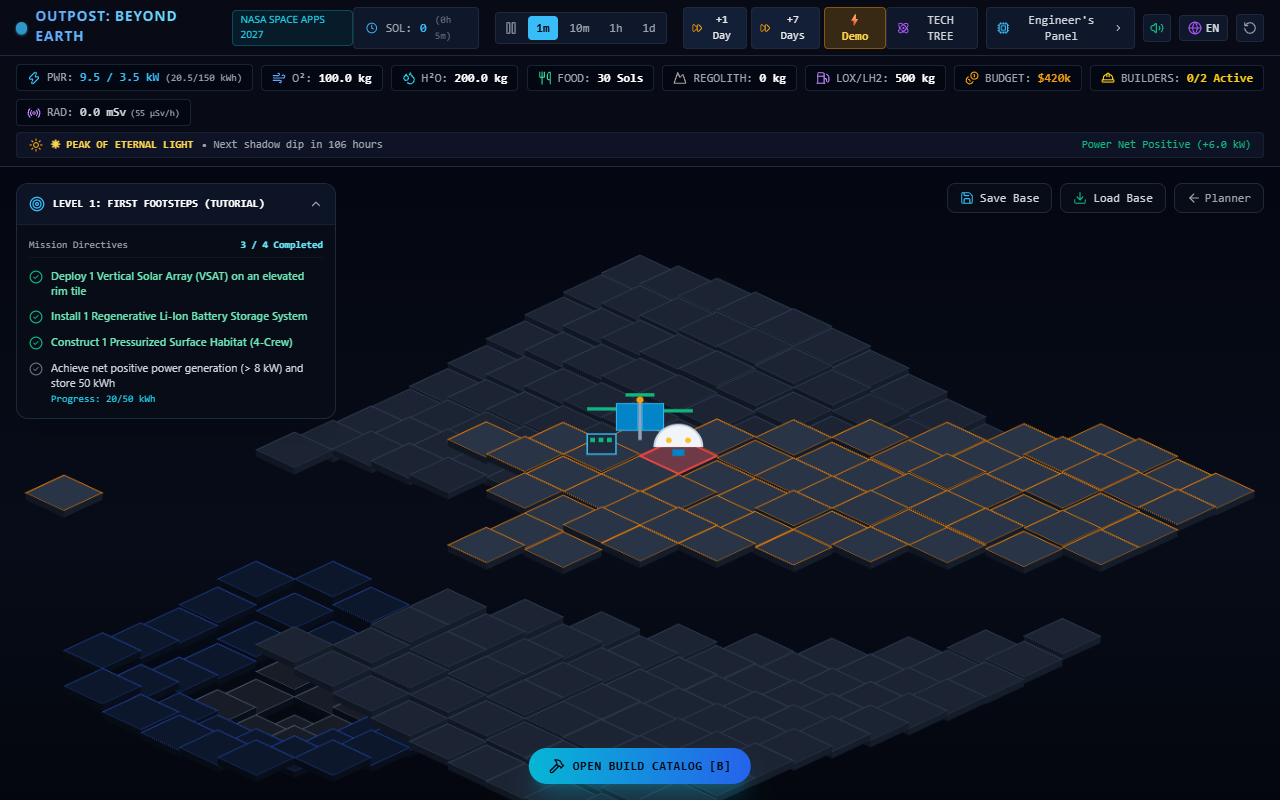 OUTPOST: BEYOND
EARTH
NASA SPACE APPS
2027
SOL: 0 (0h
5m)
1m 10m 1h 1d
+1
Day
+7
Days
Demo
TECH
TREE
Engineer's
Panel
EN
PWR: 9.5 / 3.5 kW (20.5/150 kWh)
O²: 100.0 kg
H²O: 200.0 kg
FOOD: 30 Sols
REGOLITH: 0 kg
LOX/LH2: 500 kg
BUDGET: $420k
BUILDERS: 0/2 Active
RAD: 0.0 mSv (55 µSv/h)
PEAK OF ETERNAL LIGHT • Next shadow dip in 106 hours
Power Net Positive (+6.0 kW)
LEVEL 1: FIRST FOOTSTEPS (TUTORIAL)
Save Base
Load Base
Planner
Mission Directives 3 / 4 Completed
Deploy 1 Vertical Solar Array (VSAT) on an elevated
rim tile
Install 1 Regenerative Li-Ion Battery Storage System
Construct 1 Pressurized Surface Habitat (4-Crew)
Achieve net positive power generation (> 8 kW) and
store 50 kWh
Progress: 20/50 kWh
OPEN BUILD CATALOG [B]